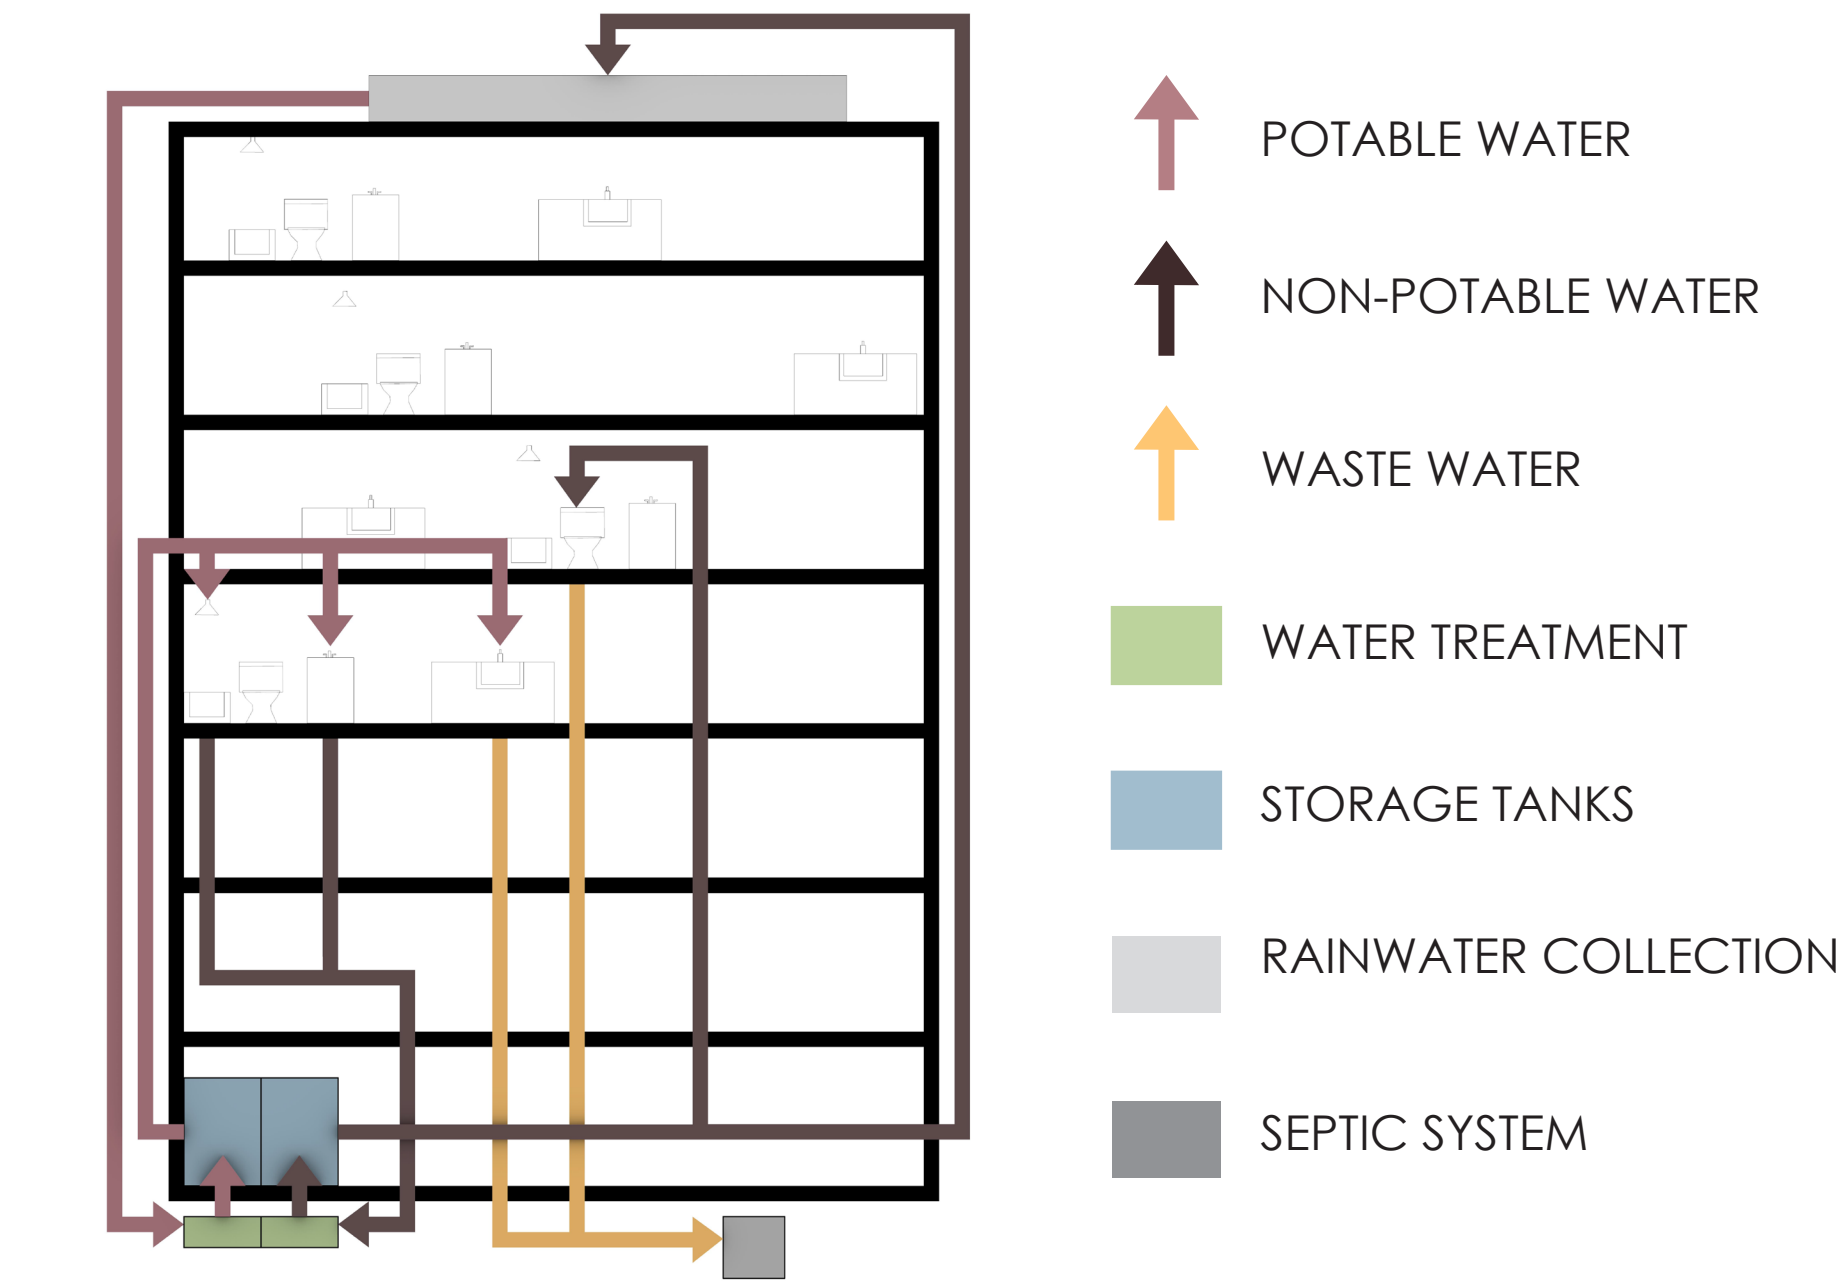 POTABLE WATER
NON-POTABLE WATER
WASTE WATER
WATER TREATMENT
STORAGE TANKS
RAINWATER COLLECTION
SEPTIC SYSTEM